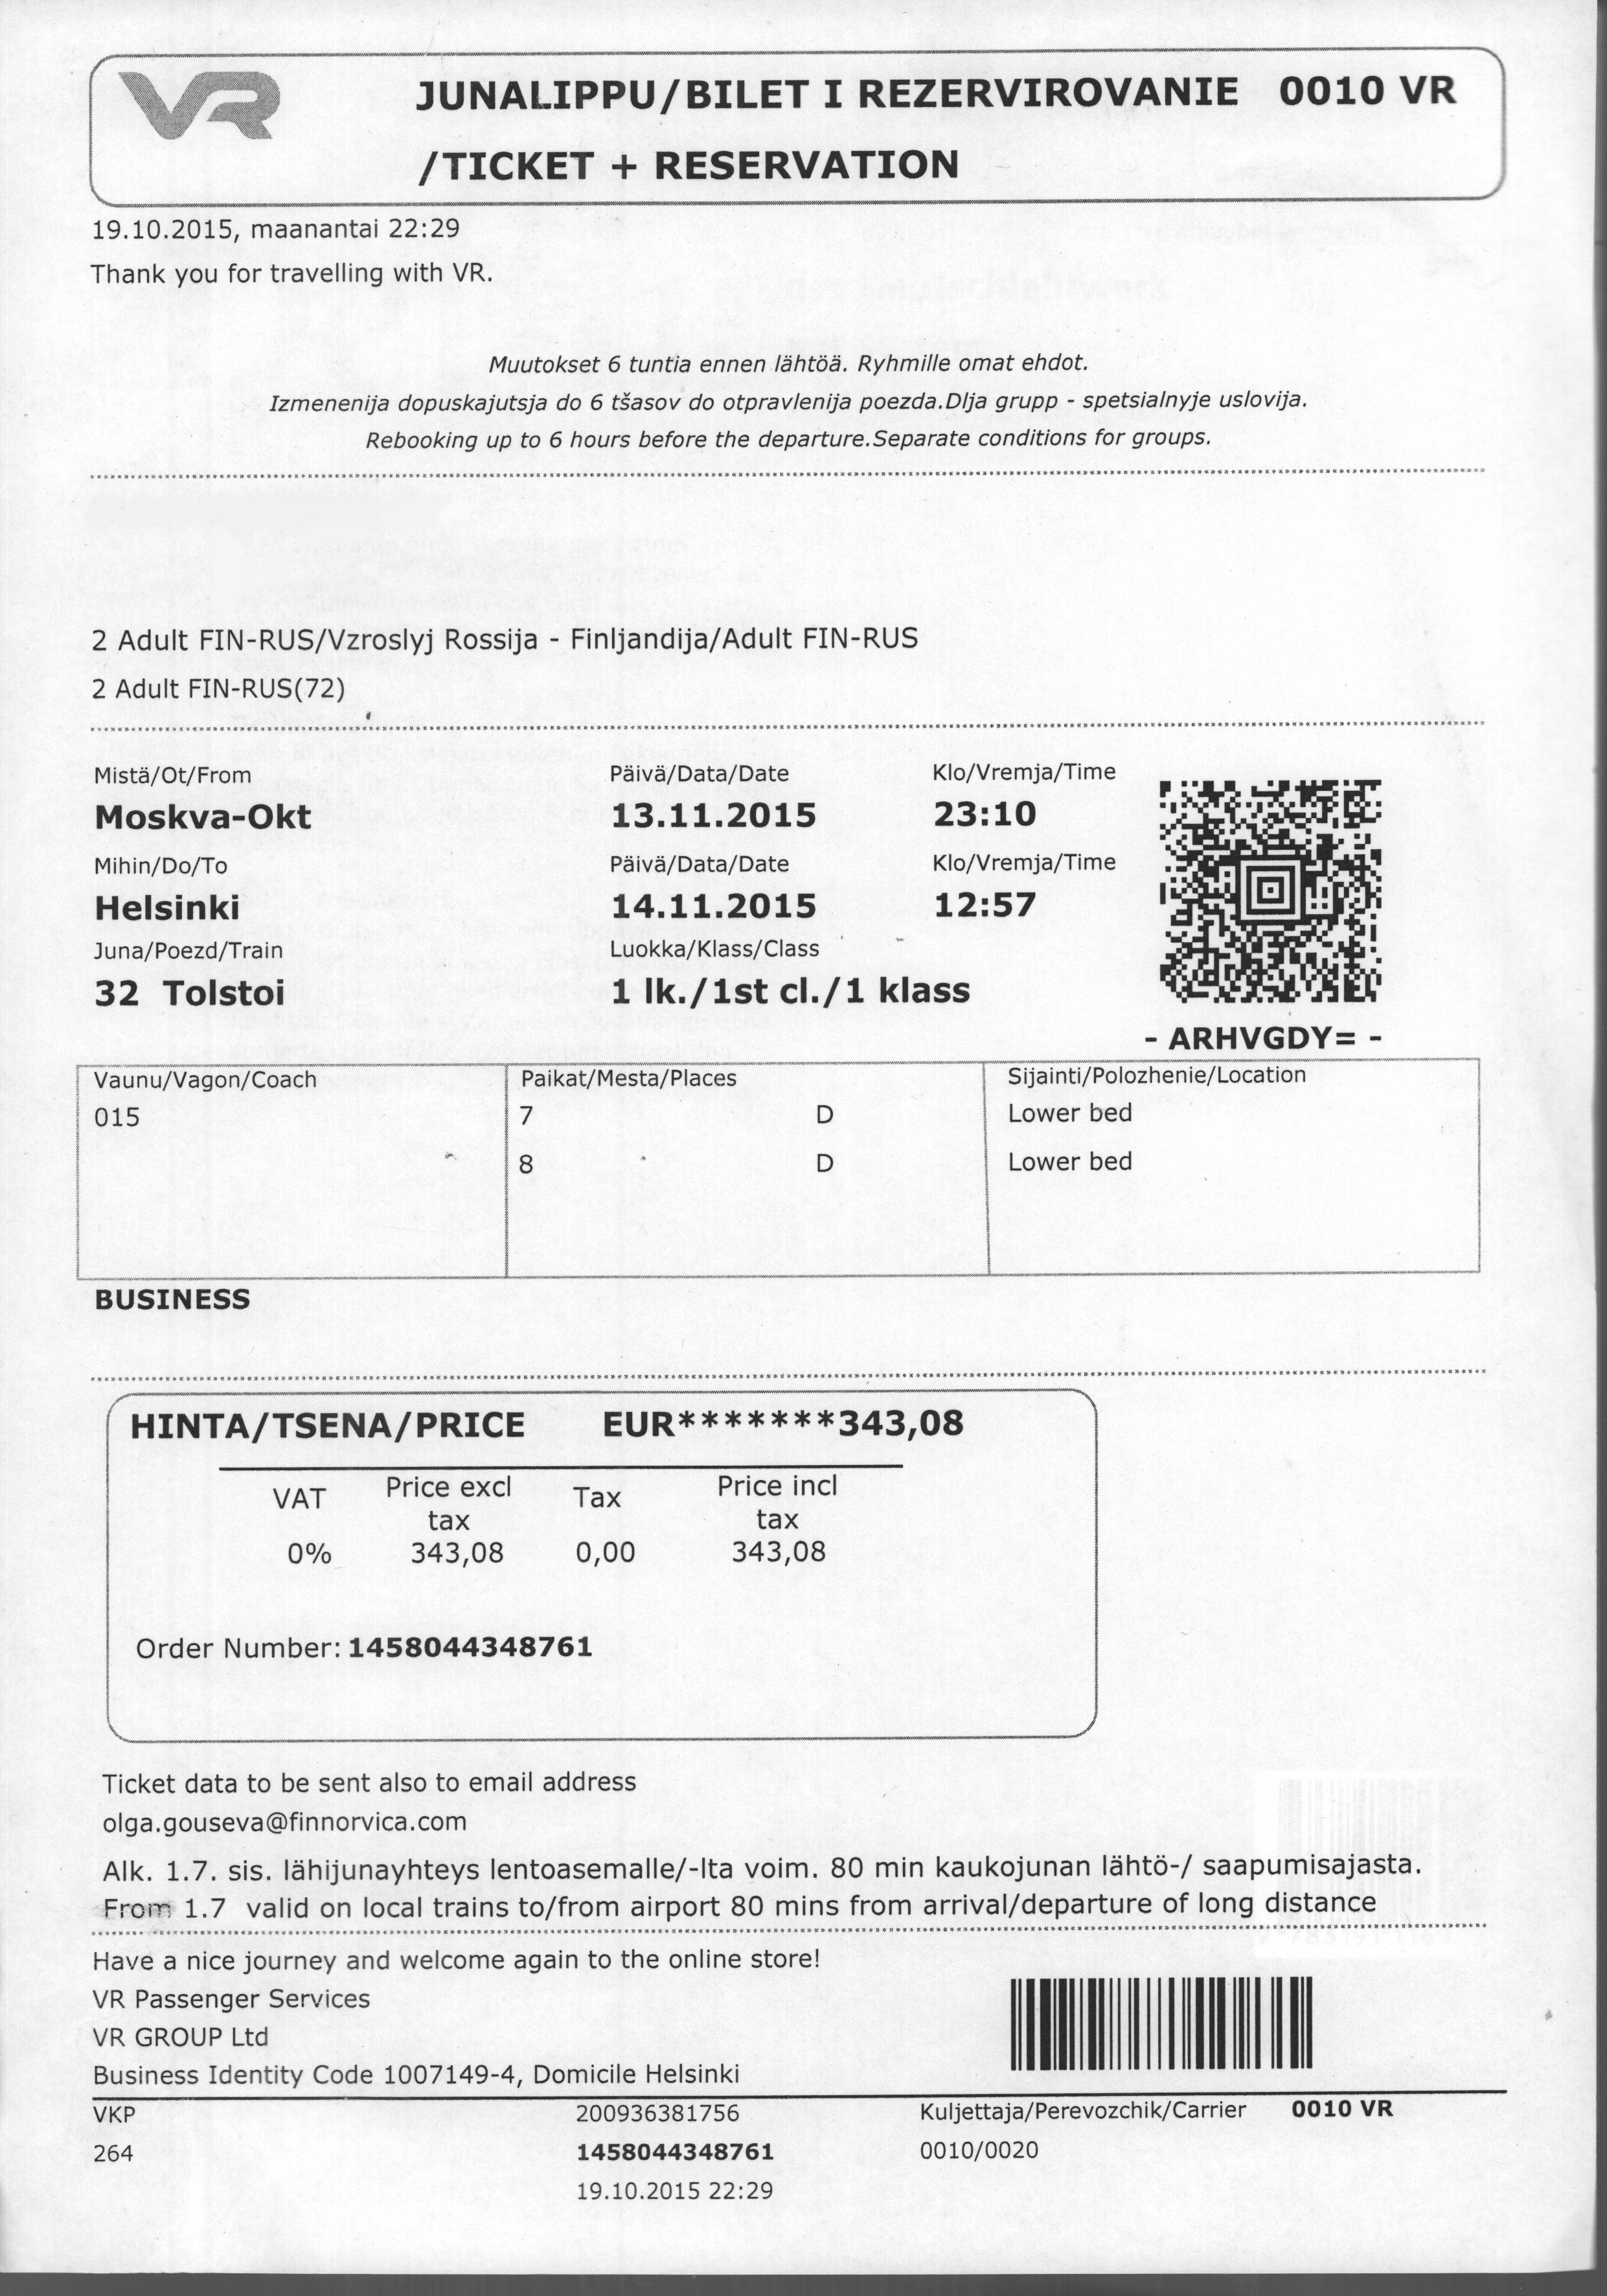 VR
JUNALIPPU/BILET I REZERVIROVANIE 0010 VR
/TICKET + RESERVATION
19.10.2015, maanantai 22:29
Thank you for travelling with VR.
Muutokset 6 tuntia ennen lähtöä. Ryhmille omat ehdot.
Izmenenija dopuskajutsja do 6 tšasov do otpravlenija poezda.Dlja grupp - spetsialnyje uslovija.
Rebooking up to 6 hours before the departure.Separate conditions for groups.
2 Adult FIN-RUS/Vzroslyj Rossija - Finljandija/Adult FIN-RUS
2 Adult FIN-RUS(72)
Mistä/Ot/From Päivä/Data/Date Klo/Vremja/Time
Moskva-Okt 13.11.2015 23:10
Mihin/Do/To Päivä/Data/Date Klo/Vremja/Time
Helsinki 14.11.2015 12:57
Juna/Poezd/Train Luokka/Klass/Class
32 Tolstoi 1 lk./1st cl./1 klass
- ARHVGDY= -
Vaunu/Vagon/Coach Paikat/Mesta/Places Sijainti/Polozhenie/Location
015 7 D Lower bed
8 D Lower bed
BUSINESS
HINTA/TSENA/PRICE EUR*******343,08
VAT Price excl tax Tax Price incl tax
0% 343,08 0,00 343,08
Order Number: 1458044348761
Ticket data to be sent also to email address
olga.gouseva@finnorvica.com
Alk. 1.7. sis. lähijunayhteys lentoasemalle/-lta voim. 80 min kaukojunan lähtö-/ saapumisajasta.
From 1.7 valid on local trains to/from airport 80 mins from arrival/departure of long distance
Have a nice journey and welcome again to the online store!
VR Passenger Services
VR GROUP Ltd
Business Identity Code 1007149-4, Domicile Helsinki
VKP 200936381756 Kuljettaja/Perevozchik/Carrier 0010 VR
264 1458044348761 0010/0020
19.10.2015 22:29